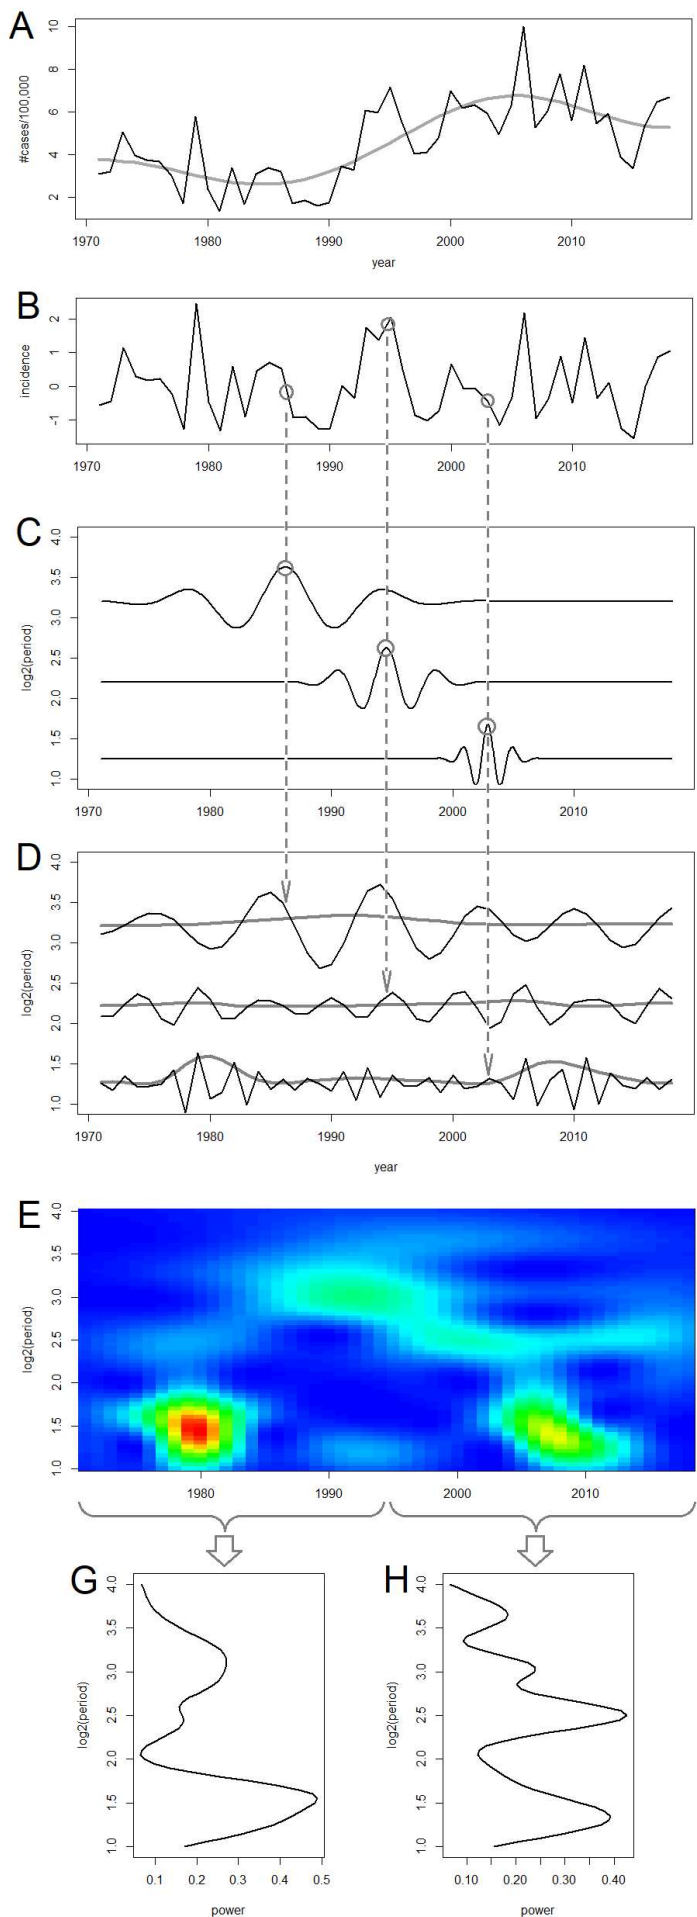 A
#cases/100,000
10
8
6
4
2
1970 1980 1990 2000 2010
year
B
incidence
2
1
0
-1
1970 1980 1990 2000 2010
C
log2(period)
4.0
3.5
3.0
2.5
2.0
1.5
1.0
1970 1980 1990 2000 2010
D
log2(period)
4.0
3.5
3.0
2.5
2.0
1.5
1.0
1970 1980 1990 2000 2010
year
E
log2(period)
4.0
3.5
3.0
2.5
2.0
1.5
1.0
1980 1990 2000 2010
G
log2(period)
4.0
3.5
3.0
2.5
2.0
1.5
1.0
0.1 0.2 0.3 0.4 0.5
power
H
log2(period)
4.0
3.5
3.0
2.5
2.0
1.5
1.0
0.10 0.20 0.30 0.40
power